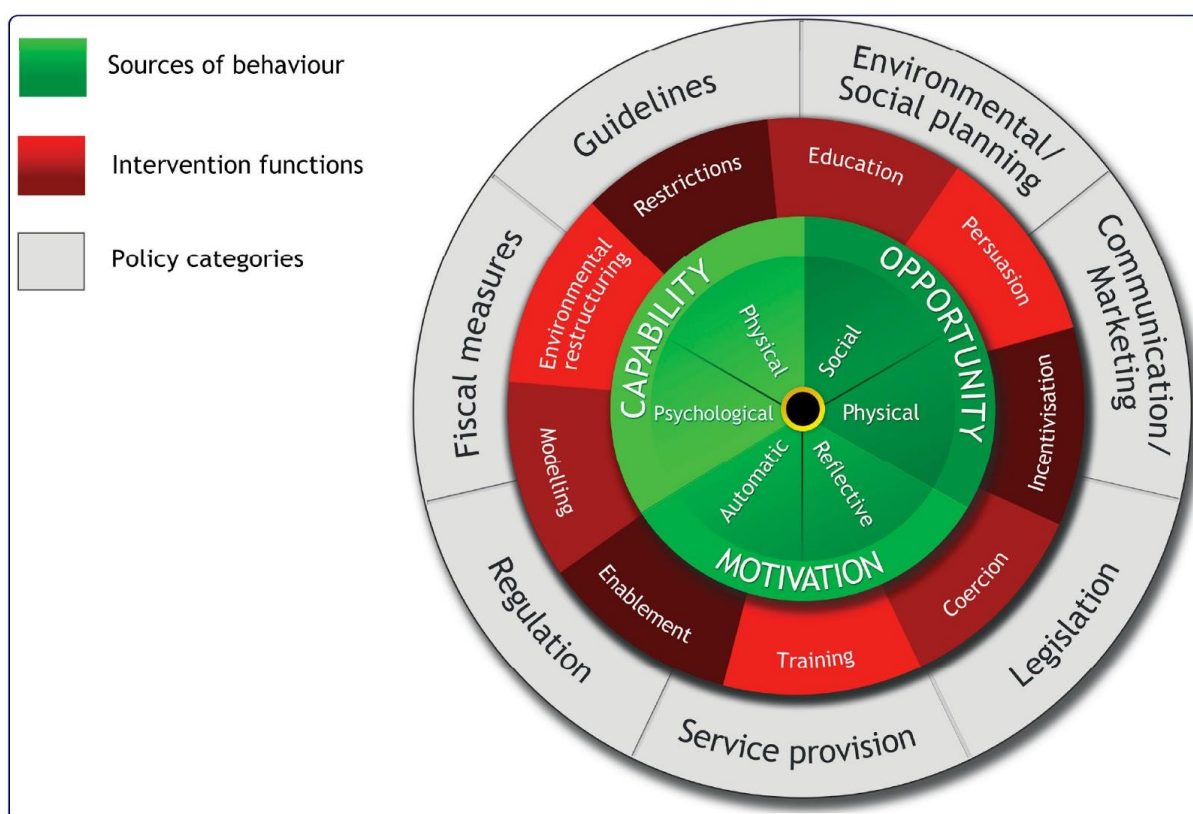 Sources of behaviour
Intervention functions
Policy categories
Guidelines
Environmental/
Social planning
Communication/
Marketing
Legislation
Service provision
Regulation
Fiscal measures
Restrictions
Education
Persuasion
Incentivisation
Coercion
Training
Enablement
Modelling
Environmental
restructuring
CAPABILITY
OPPORTUNITY
MOTIVATION
Physical
Social
Physical
Reflective
Automatic
Psychological